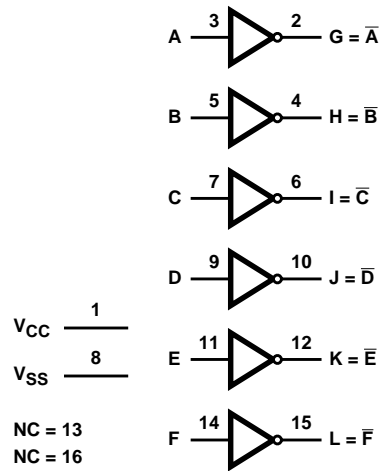 A 3 2 G = A̅
B 5 4 H = B̅
C 7 6 I = C̅
D 9 10 J = D̅
VCC 1
E 11 12 K = E̅
VSS 8
F 14 15 L = F̅
NC = 13
NC = 16